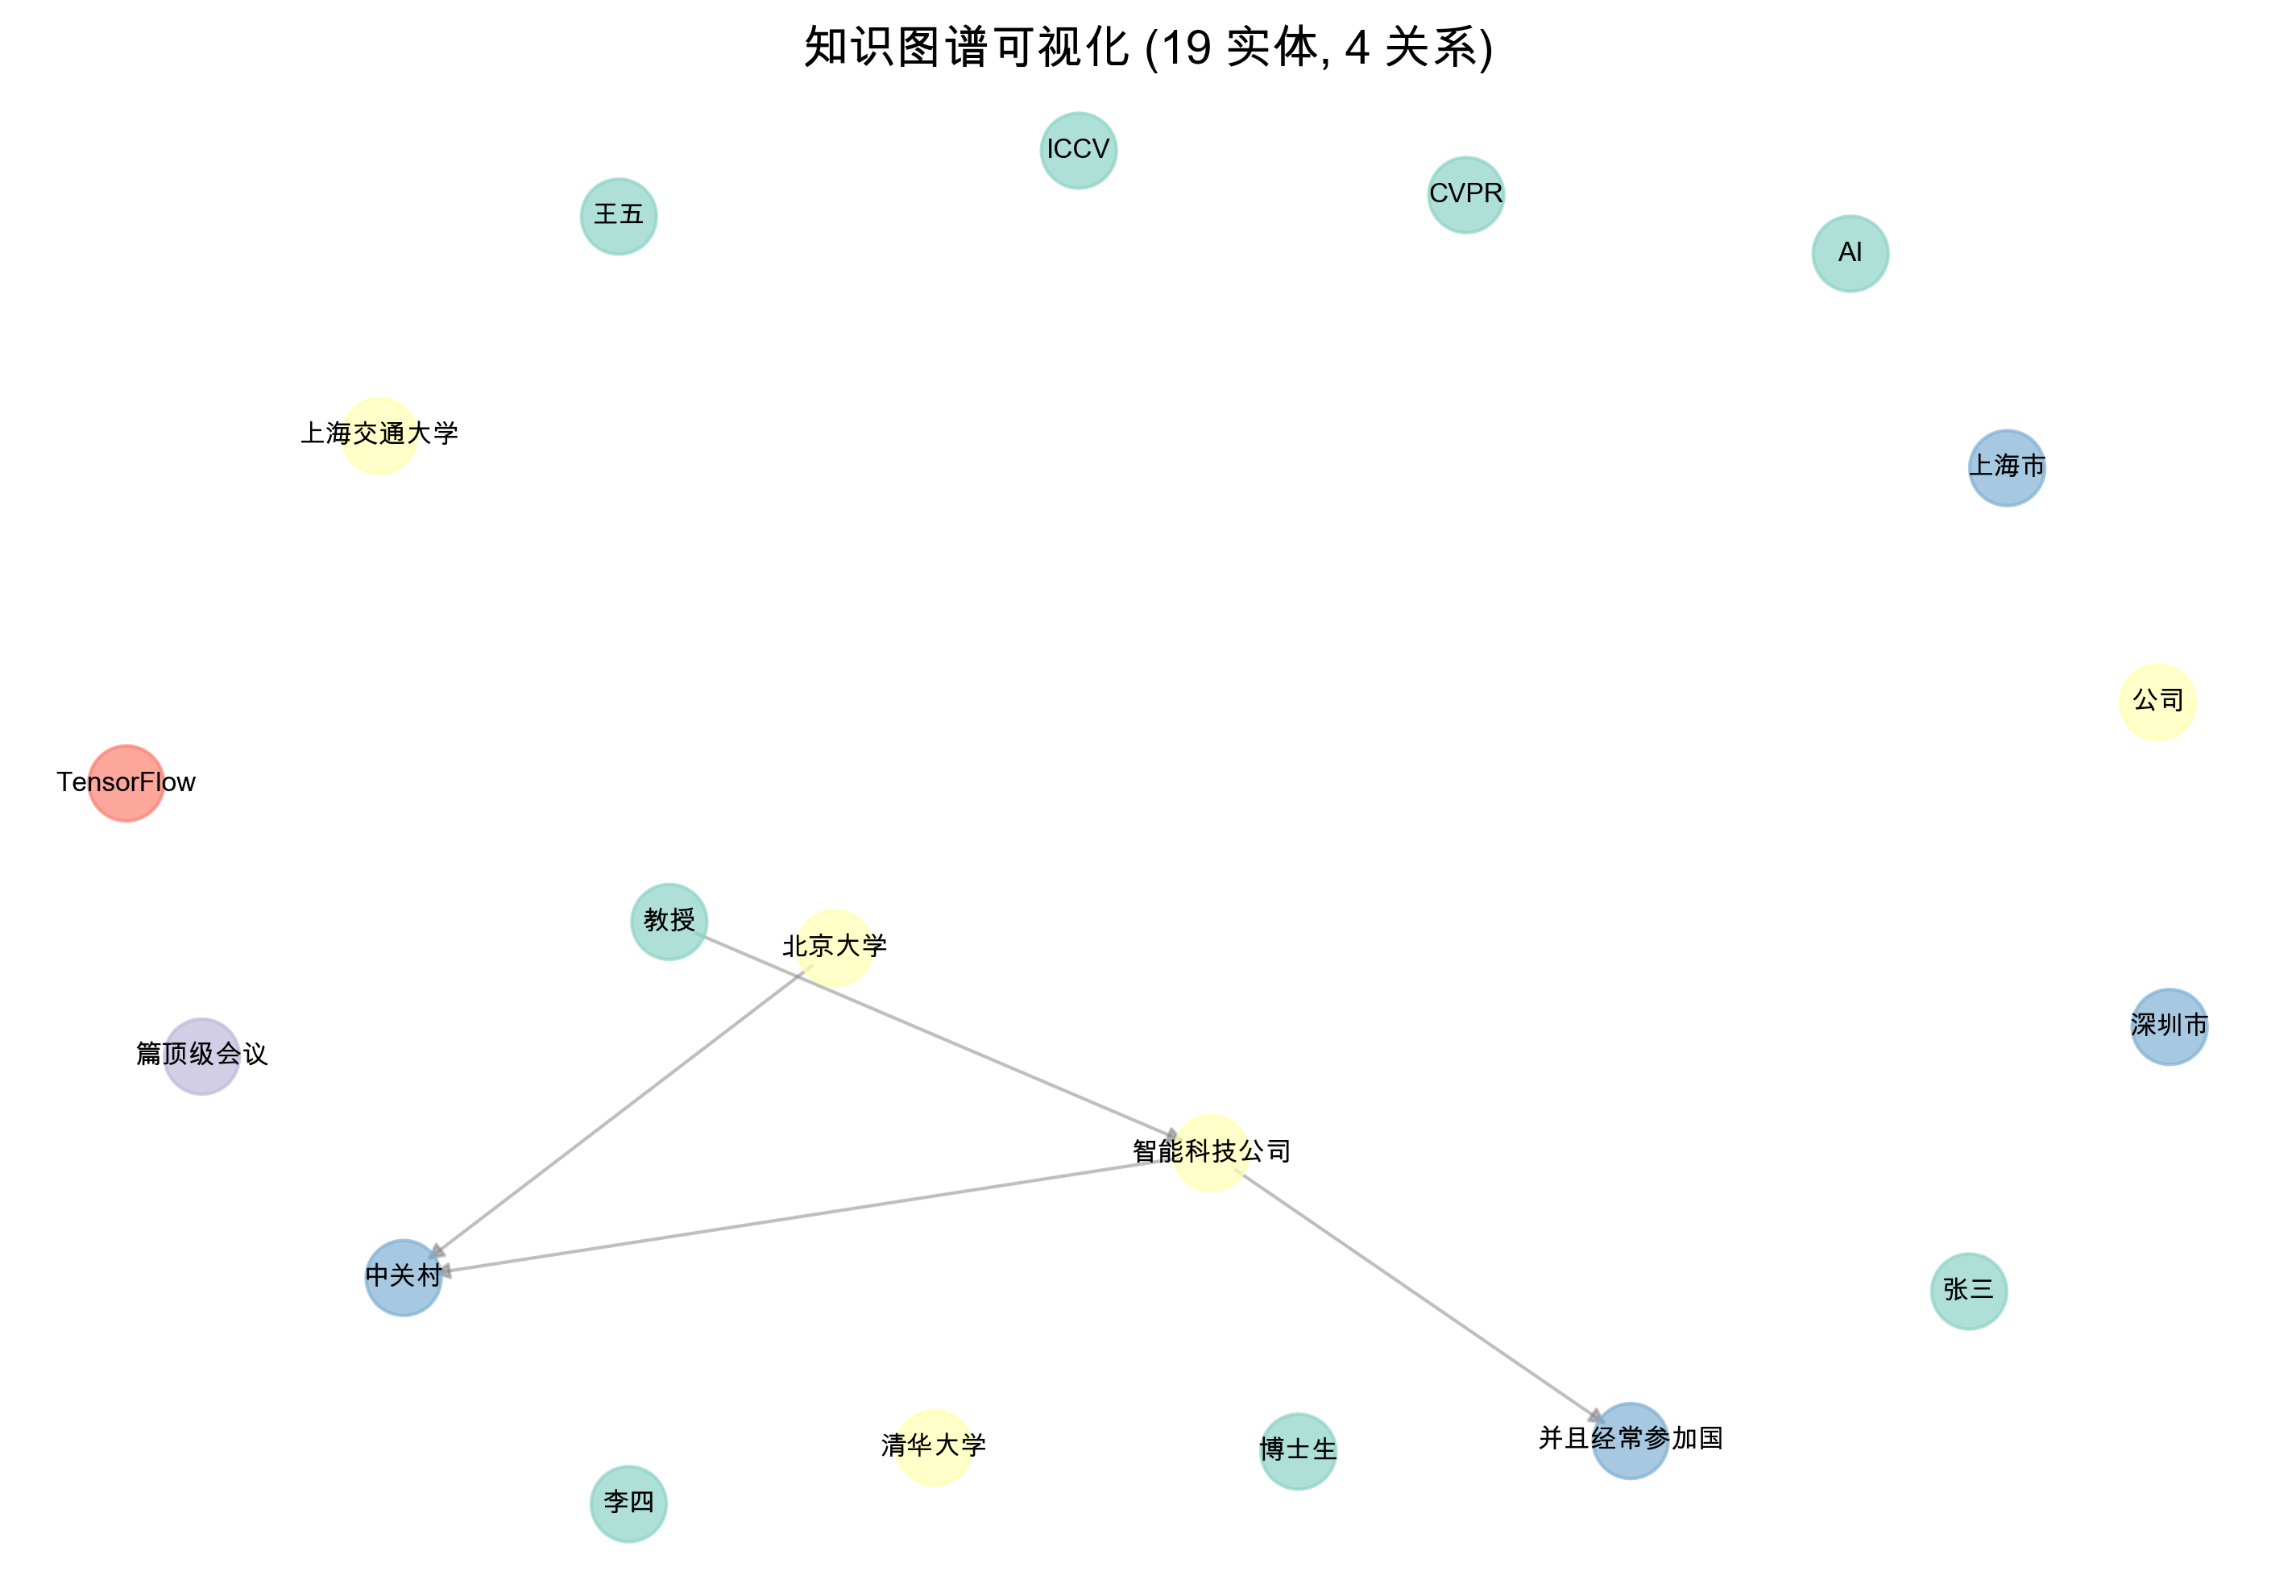 知识图谱可视化 (19 实体, 4 关系)
ICCV
CVPR
王五
AI
上海交通大学
上海市
公司
TensorFlow
教授
北京大学
深圳市
篇顶级会议
智能科技公司
中关村
张三
并且经常参加国
清华大学
博士生
李四